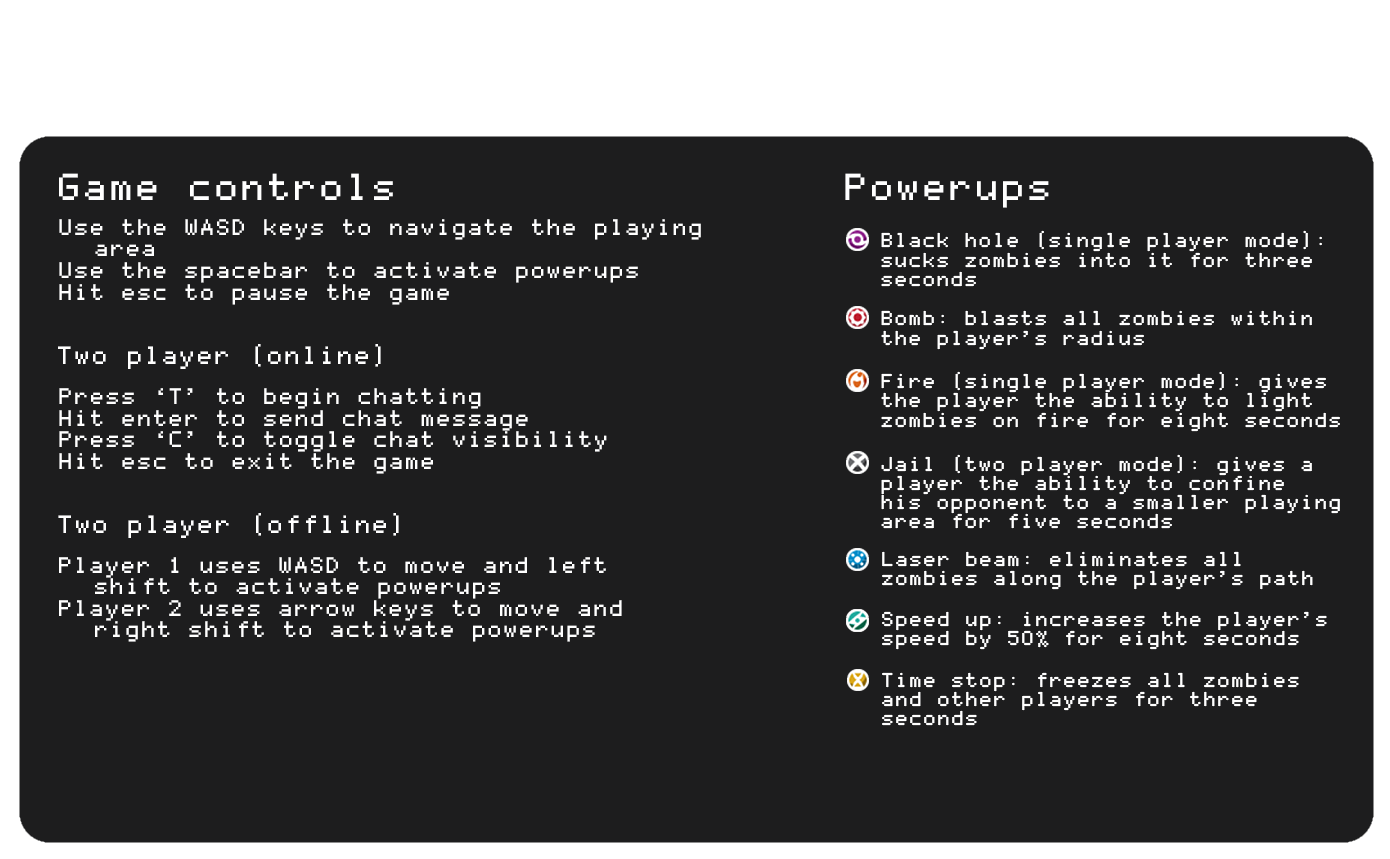 Game controls
Use the WASD keys to navigate the playing
area
Use the spacebar to activate powerups
Hit esc to pause the game
Two player (online)
Press ‘T’ to begin chatting
Hit enter to send chat message
Press ‘C’ to toggle chat visibility
Hit esc to exit the game
Two player (offline)
Player 1 uses WASD to move and left
shift to activate powerups
Player 2 uses arrow keys to move and
right shift to activate powerups
Powerups
Black hole (single player mode):
sucks zombies into it for three
seconds
Bomb: blasts all zombies within
the player’s radius
Fire (single player mode): gives
the player the ability to light
zombies on fire for eight seconds
Jail (two player mode): gives a
player the ability to confine
his opponent to a smaller playing
area for five seconds
Laser beam: eliminates all
zombies along the player’s path
Speed up: increases the player’s
speed by 50% for eight seconds
Time stop: freezes all zombies
and other players for three
seconds